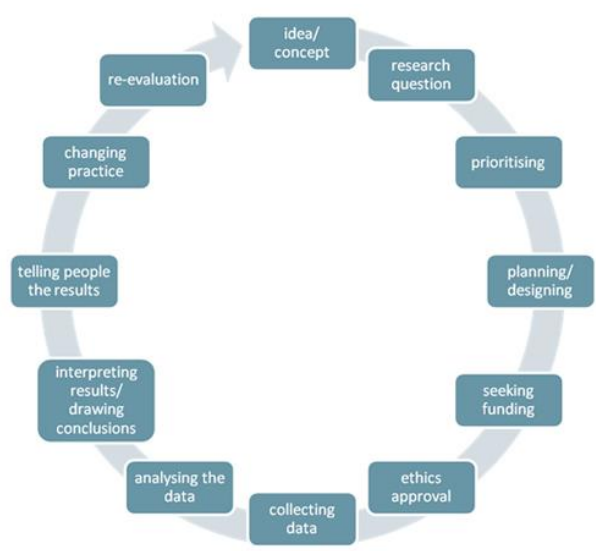 idea/
concept
research
question
prioritising
planning/
designing
seeking
funding
ethics
approval
collecting
data
analysing the
data
interpreting
results/
drawing
conclusions
telling people
the results
changing
practice
re-evaluation